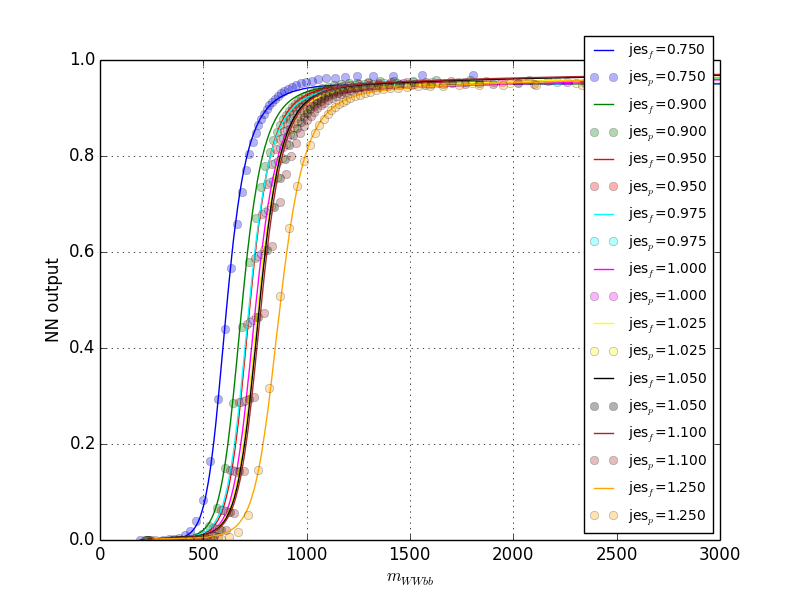 1.0
0.8
0.6
0.4
0.2
0.0
NN output
0
500
1000
1500
2000
2500
3000
m_WWbb
jes_f=0.750
jes_p=0.750
jes_f=0.900
jes_p=0.900
jes_f=0.950
jes_p=0.950
jes_f=0.975
jes_p=0.975
jes_f=1.000
jes_p=1.000
jes_f=1.025
jes_p=1.025
jes_f=1.050
jes_p=1.050
jes_f=1.100
jes_p=1.100
jes_f=1.250
jes_p=1.250